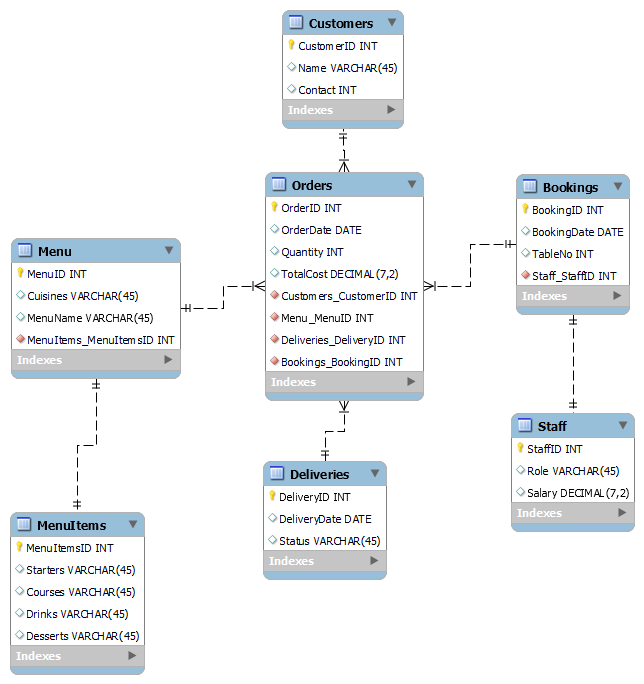 Customers
CustomerID INT
Name VARCHAR(45)
Contact INT
Indexes
Orders
OrderID INT
OrderDate DATE
Quantity INT
TotalCost DECIMAL(7,2)
Customers_CustomerID INT
Menu_MenuID INT
Deliveries_DeliveryID INT
Bookings_BookingID INT
Indexes
Bookings
BookingID INT
BookingDate DATE
TableNo INT
Staff_StaffID INT
Indexes
Menu
MenuID INT
Cuisines VARCHAR(45)
MenuName VARCHAR(45)
MenuItems_MenuItemsID INT
Indexes
Staff
StaffID INT
Role VARCHAR(45)
Salary DECIMAL(7,2)
Indexes
Deliveries
DeliveryID INT
DeliveryDate DATE
Status VARCHAR(45)
Indexes
MenuItems
MenuItemsID INT
Starters VARCHAR(45)
Courses VARCHAR(45)
Drinks VARCHAR(45)
Desserts VARCHAR(45)
Indexes